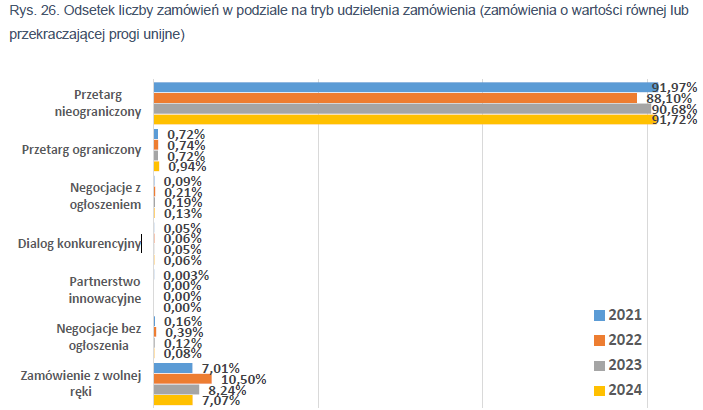 Rys. 26. Odsetek liczby zamówień w podziale na tryb udzielenia zamówienia (zamówienia o wartości równej lub
przekraczającej progi unijne)
Przetarg
nieograniczony
91,97%
88,10%
90,68%
91,72%
Przetarg ograniczony
0,72%
0,74%
0,72%
0,94%
Negocjacje z
ogłoszeniem
0,09%
0,21%
0,19%
0,13%
Dialog konkurencyjny
0,05%
0,06%
0,05%
0,06%
Partnerstwo
innowacyjne
0,003%
0,00%
0,00%
0,00%
Negocjacje bez
ogłoszenia
0,16%
0,39%
0,12%
0,08%
Zamówienie z wolnej
ręki
7,01%
10,50%
8,24%
7,07%
2021
2022
2023
2024